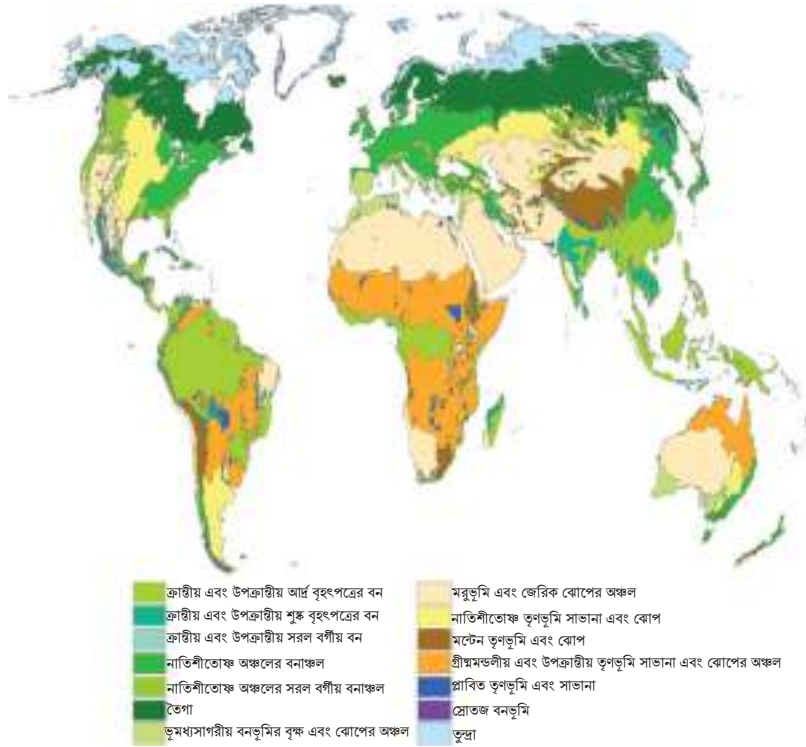 ক্রান্তীয় এবং উপক্রান্তীয় আর্দ্র বৃহৎপত্রের বন
ক্রান্তীয় এবং উপক্রান্তীয় শুষ্ক বৃহৎপত্রের বন
ক্রান্তীয় এবং উপক্রান্তীয় সরল বর্গীয় বন
নাতিশীতোষ্ণ অঞ্চলের বনাঞ্চল
নাতিশীতোষ্ণ অঞ্চলের সরল বর্গীয় বনাঞ্চল
তৈগা
ভূমধ্যসাগরীয় বনভূমির বৃক্ষ এবং ঝোপের অঞ্চল
মরুভূমি এবং জেরিক ঝোপের অঞ্চল
নাতিশীতোষ্ণ তৃণভূমি সাভানা এবং ঝোপ
মন্টেন তৃণভূমি এবং ঝোপ
গ্রীষ্মমন্ডলীয় এবং উপক্রান্তীয় তৃণভূমি সাভানা এবং ঝোপের অঞ্চল
প্লাবিত তৃণভূমি এবং সাভানা
স্রোতজ বনভূমি
তুন্দ্রা